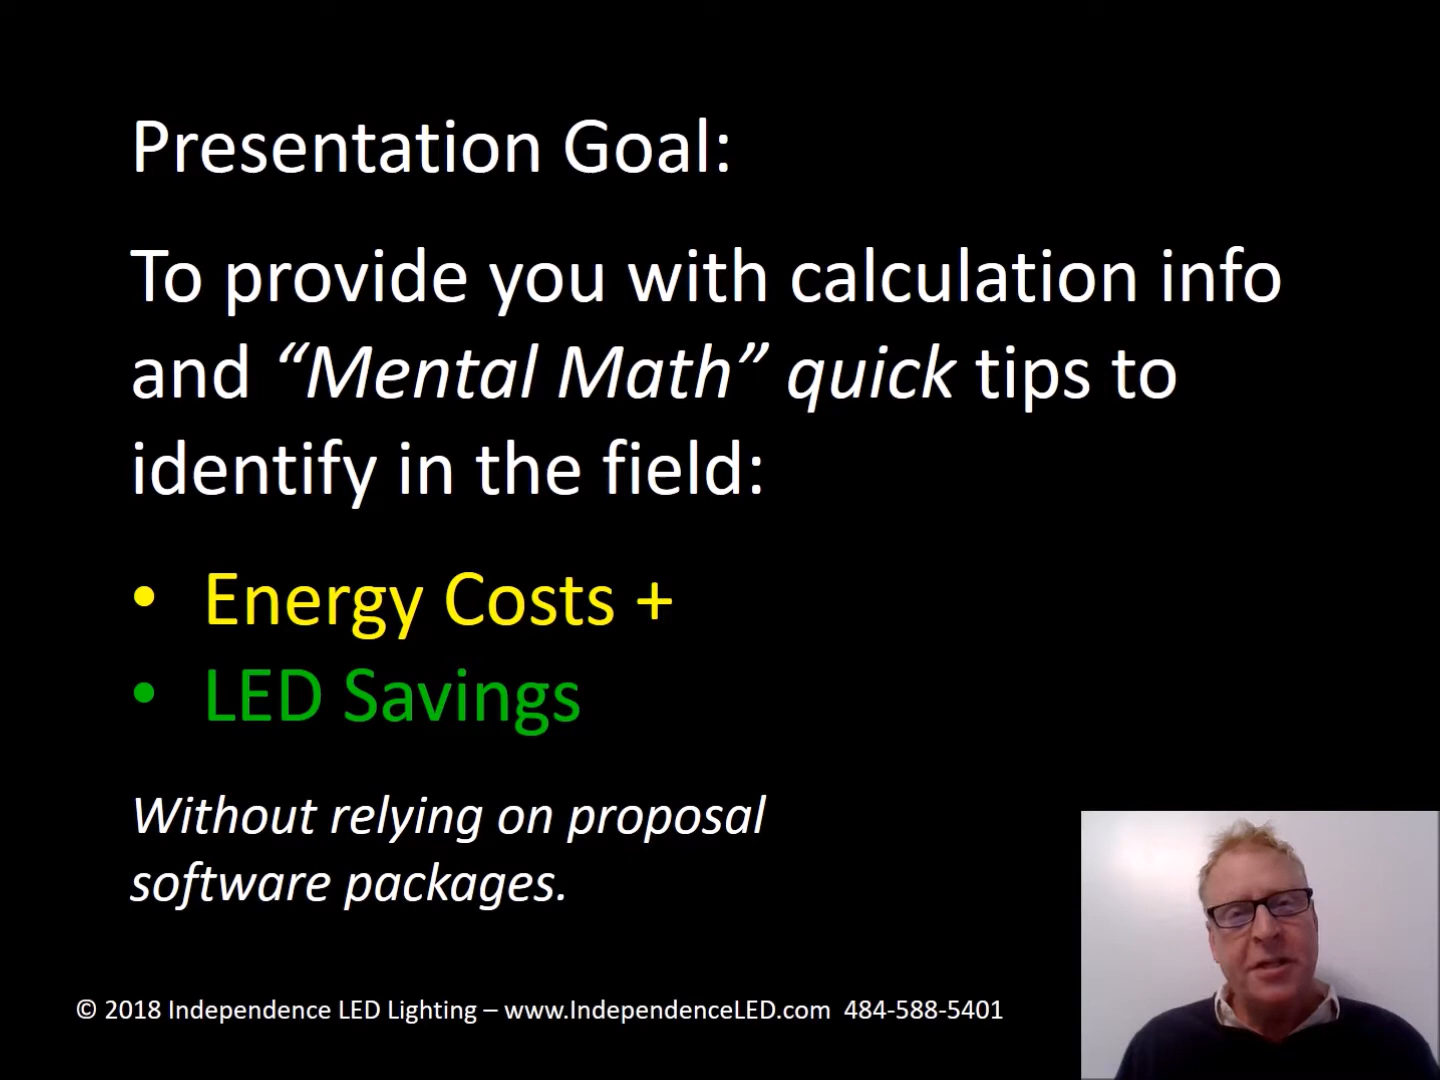 Presentation Goal:
To provide you with calculation info
and “Mental Math” quick tips to
identify in the field:
• Energy Costs +
• LED Savings
Without relying on proposal
software packages.
© 2018 Independence LED Lighting – www.IndependenceLED.com 484-588-5401